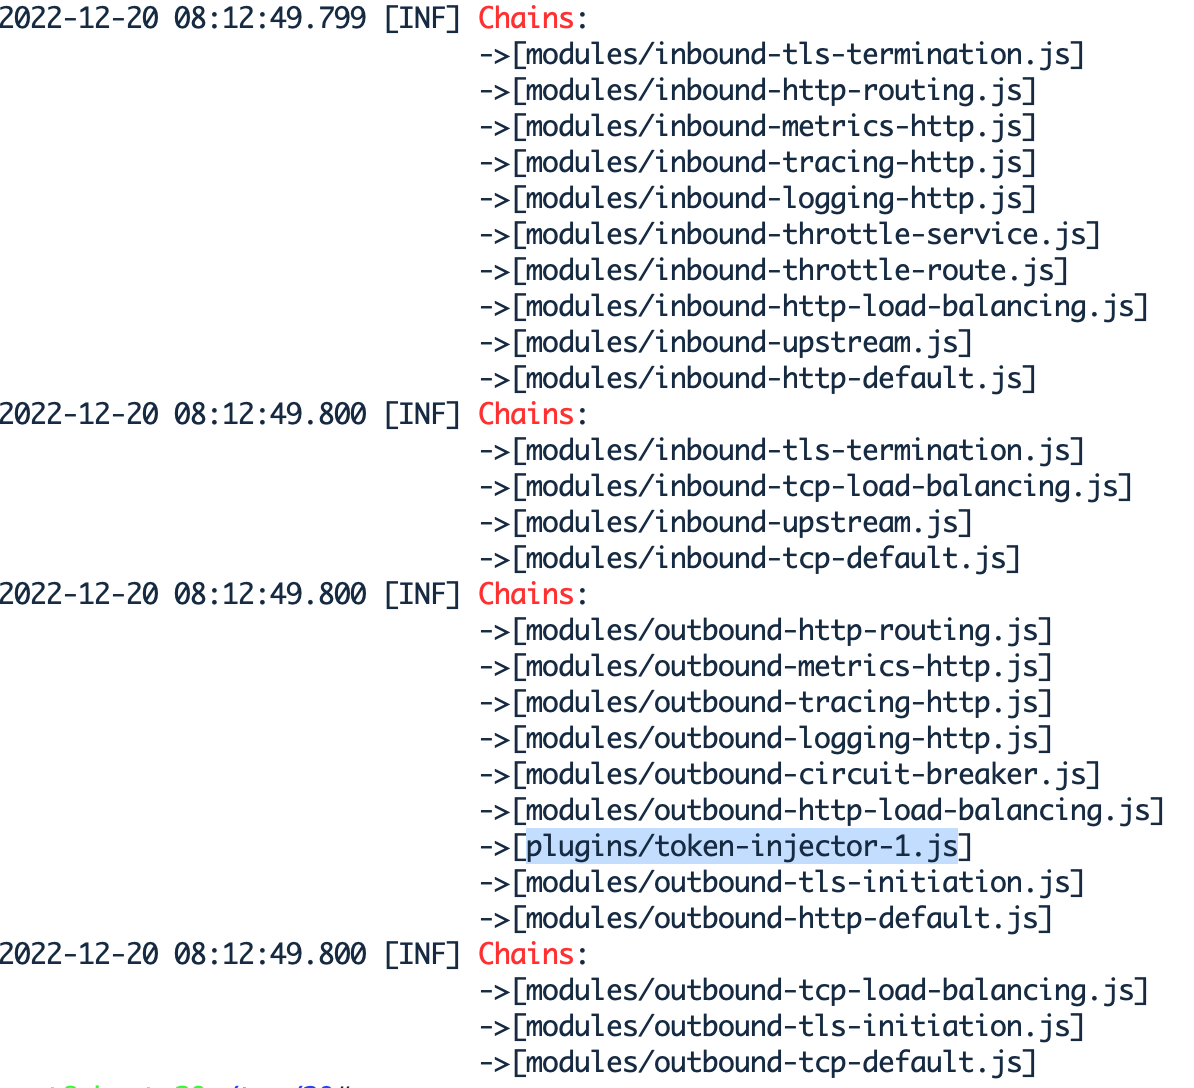 2022-12-20 08:12:49.799 [INF] Chains:
->[modules/inbound-tls-termination.js]
->[modules/inbound-http-routing.js]
->[modules/inbound-metrics-http.js]
->[modules/inbound-tracing-http.js]
->[modules/inbound-logging-http.js]
->[modules/inbound-throttle-service.js]
->[modules/inbound-throttle-route.js]
->[modules/inbound-http-load-balancing.js]
->[modules/inbound-upstream.js]
->[modules/inbound-http-default.js]
2022-12-20 08:12:49.800 [INF] Chains:
->[modules/inbound-tls-termination.js]
->[modules/inbound-tcp-load-balancing.js]
->[modules/inbound-upstream.js]
->[modules/inbound-tcp-default.js]
2022-12-20 08:12:49.800 [INF] Chains:
->[modules/outbound-http-routing.js]
->[modules/outbound-metrics-http.js]
->[modules/outbound-tracing-http.js]
->[modules/outbound-logging-http.js]
->[modules/outbound-circuit-breaker.js]
->[modules/outbound-http-load-balancing.js]
->[plugins/token-injector-1.js]
->[modules/outbound-tls-initiation.js]
->[modules/outbound-http-default.js]
2022-12-20 08:12:49.800 [INF] Chains:
->[modules/outbound-tcp-load-balancing.js]
->[modules/outbound-tls-initiation.js]
->[modules/outbound-tcp-default.js]